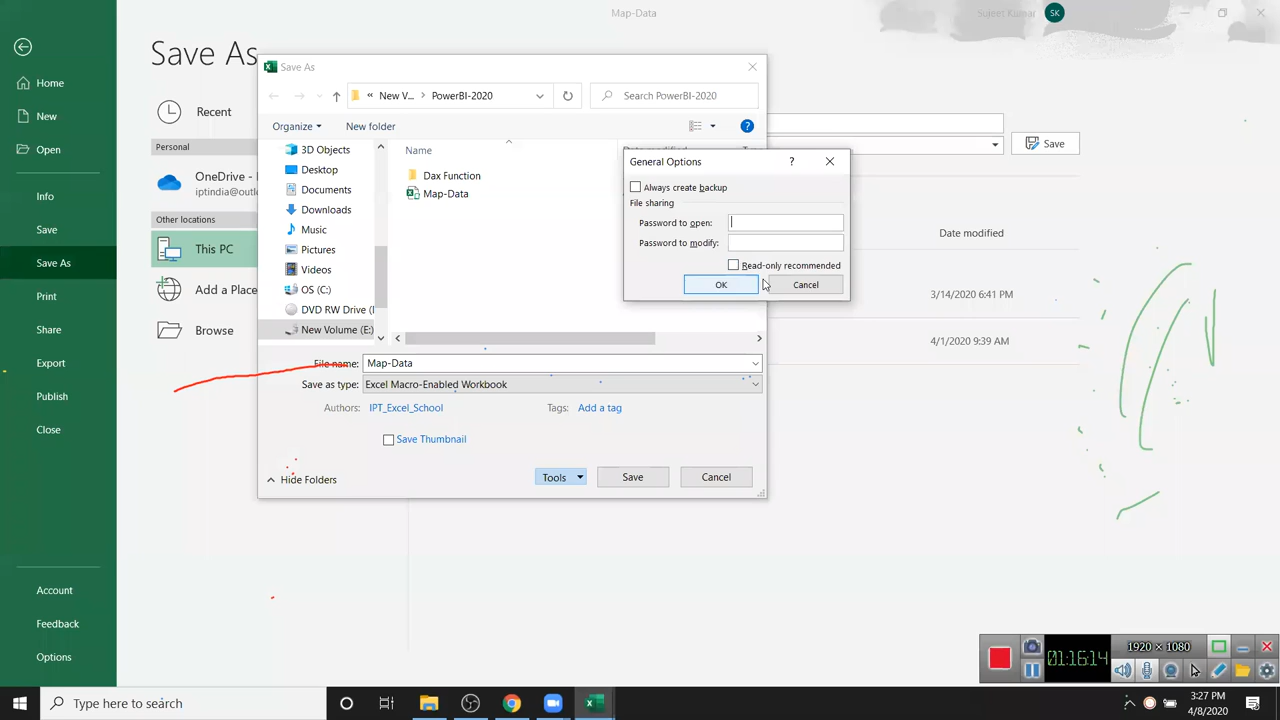 Map-Data
Sujeet Kumar
SK
Save As
Home
New
Open
Info
Save
Save As
Print
Share
Export
Publish
Close
Account
Feedback
Options
Recent
Personal
OneDrive -
iptindia@outl
Other locations
This PC
Add a Place
Browse
Save
Date modified
3/14/2020 6:41 PM
4/1/2020 9:39 AM
Save As
« New V... > PowerBI-2020
Search PowerBI-2020
Organize
New folder
3D Objects
Desktop
Documents
Downloads
Music
Pictures
Videos
OS (C:)
DVD RW Drive (
New Volume (E:)
Name
Dax Function
Map-Data
File name: Map-Data
Save as type: Excel Macro-Enabled Workbook
Authors: IPT_Excel_School
Tags: Add a tag
Save Thumbnail
Hide Folders
Tools
Save
Cancel
General Options
?
Always create backup
File sharing
Password to open:
Password to modify:
Read-only recommended
OK
Cancel
1920 × 1080
01:16:14
Type here to search
3:27 PM
4/8/2020